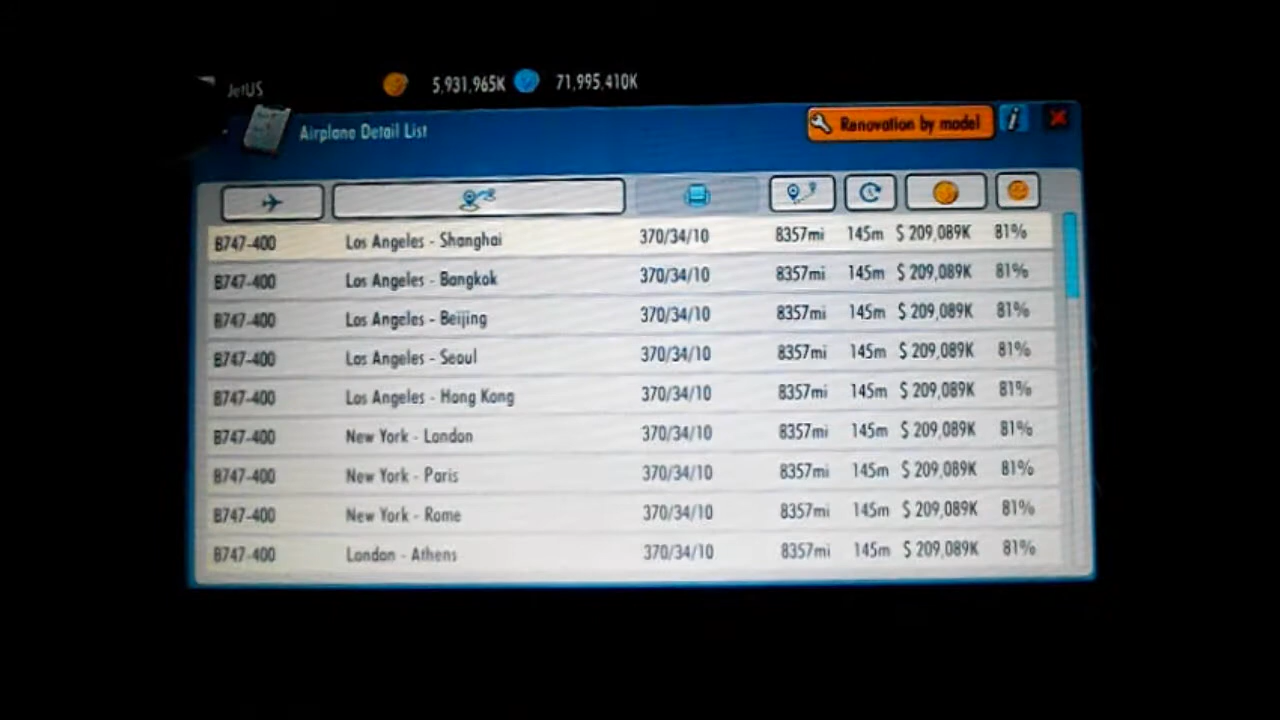 JetUS 5,931,965K 71,995,410K
Airplane Detail List Renovation by model i
B747-400 Los Angeles - Shanghai 370/34/10 8357mi 145m $ 209,089K 81%
B747-400 Los Angeles - Bangkok 370/34/10 8357mi 145m $ 209,089K 81%
B747-400 Los Angeles - Beijing 370/34/10 8357mi 145m $ 209,089K 81%
B747-400 Los Angeles - Seoul 370/34/10 8357mi 145m $ 209,089K 81%
B747-400 Los Angeles - Hong Kong 370/34/10 8357mi 145m $ 209,089K 81%
B747-400 New York - London 370/34/10 8357mi 145m $ 209,089K 81%
B747-400 New York - Paris 370/34/10 8357mi 145m $ 209,089K 81%
B747-400 New York - Rome 370/34/10 8357mi 145m $ 209,089K 81%
B747-400 London - Athens 370/34/10 8357mi 145m $ 209,089K 81%